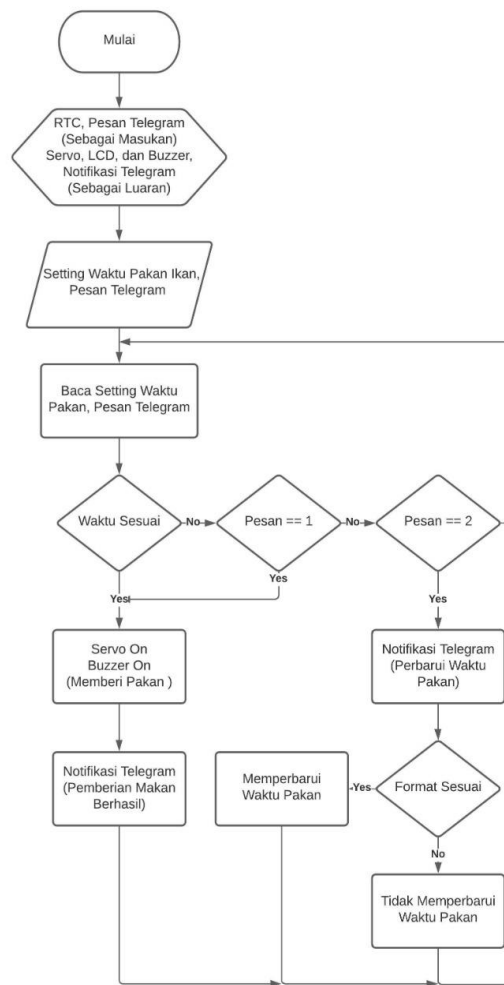 Mulai
RTC, Pesan Telegram
(Sebagai Masukan)
Servo, LCD, dan Buzzer,
Notifikasi Telegram
(Sebagai Luaran)
Setting Waktu Pakan Ikan,
Pesan Telegram
Baca Setting Waktu
Pakan, Pesan Telegram
Waktu Sesuai
No
Pesan == 1
No
Pesan == 2
Yes
Yes
Yes
Servo On
Buzzer On
(Memberi Pakan )
Notifikasi Telegram
(Perbarui Waktu
Pakan)
Notifikasi Telegram
(Pemberian Makan
Berhasil)
Memperbarui
Waktu Pakan
Yes
Format Sesuai
No
Tidak Memperbarui
Waktu Pakan